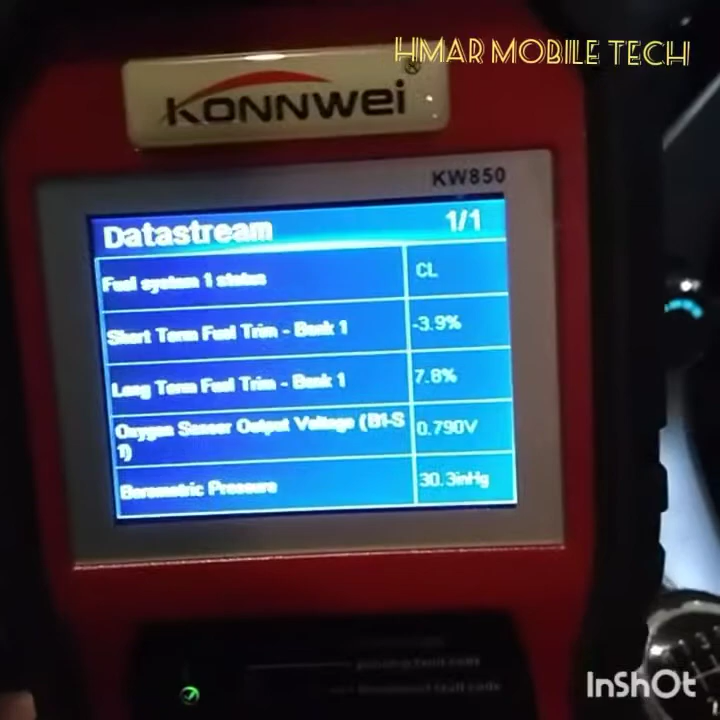 HMAR MOBILE TECH
KONNWEI®
KW850
Datastream 1/1
Fuel system 1 status CL
Short Term Fuel Trim - Bank 1 -3.9%
Long Term Fuel Trim - Bank 1 7.8%
Oxygen Sensor Output Voltage (B1-S 0.790V
1)
Barometric Pressure 30.3inHg
fault code
InShOt